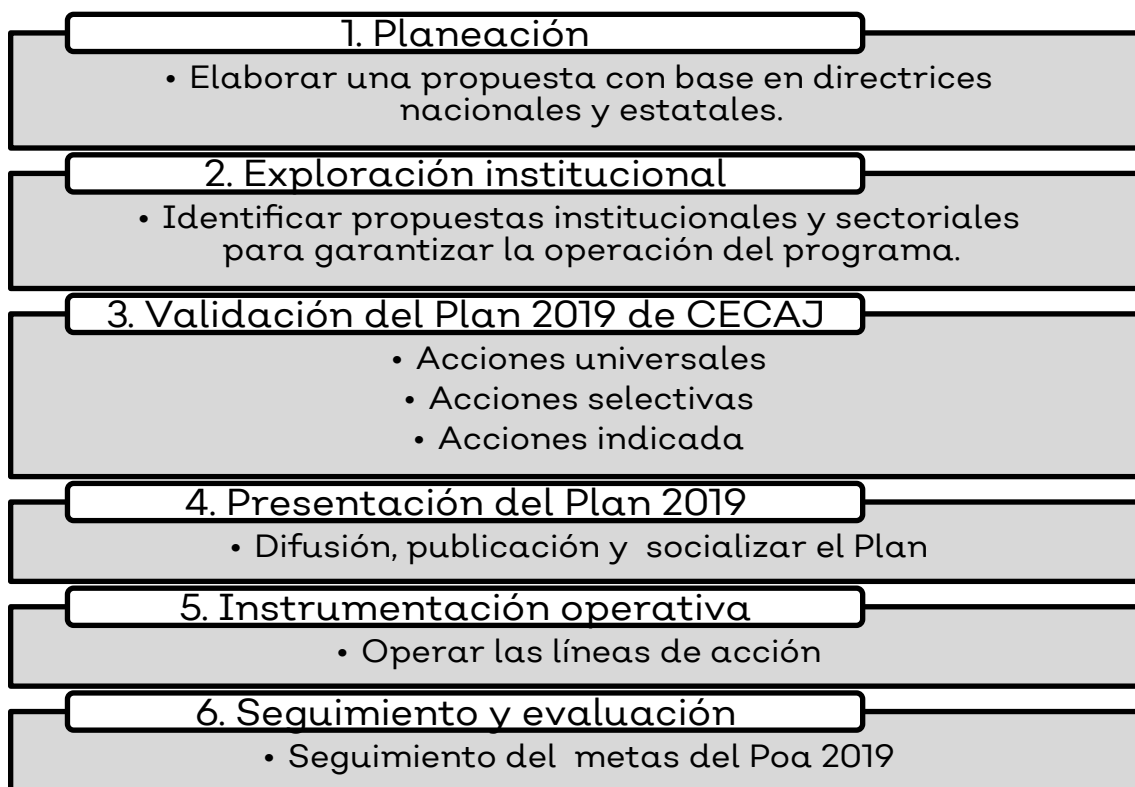 1. Planeación
• Elaborar una propuesta con base en directrices
nacionales y estatales.
2. Exploración institucional
• Identificar propuestas institucionales y sectoriales
para garantizar la operación del programa.
3. Validación del Plan 2019 de CECAJ
• Acciones universales
• Acciones selectivas
• Acciones indicada
4. Presentación del Plan 2019
• Difusión, publicación y socializar el Plan
5. Instrumentación operativa
• Operar las líneas de acción
6. Seguimiento y evaluación
• Seguimiento del metas del Poa 2019